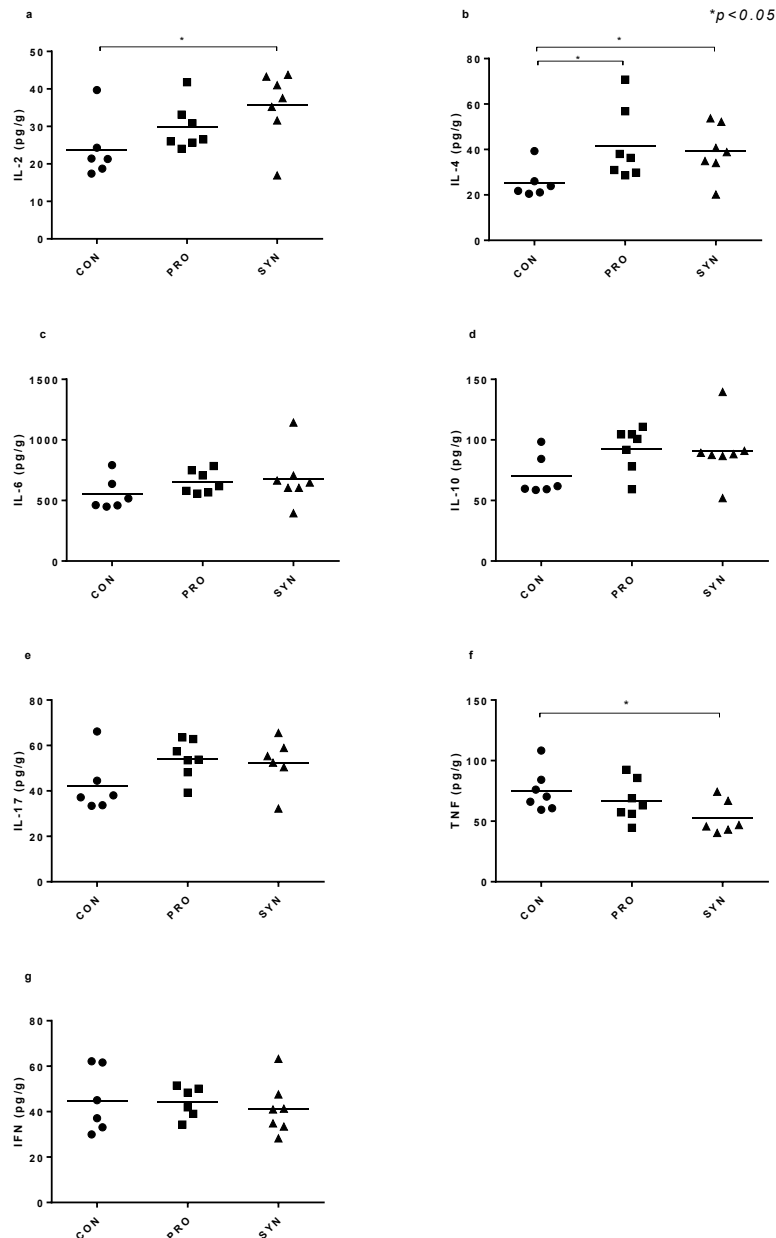 a
*
50
40
30
20
10
0
IL-2 (pg/g)
CON
PRO
SYN
b
*p<0.05
*
*
80
60
40
20
0
IL-4 (pg/g)
CON
PRO
SYN
c
1500
1000
500
0
IL-6 (pg/g)
CON
PRO
SYN
d
150
100
50
0
IL-10 (pg/g)
CON
PRO
SYN
e
80
60
40
20
0
IL-17 (pg/g)
CON
PRO
SYN
f
*
150
100
50
0
TNF (pg/g)
CON
PRO
SYN
g
80
60
40
20
0
IFN (pg/g)
CON
PRO
SYN